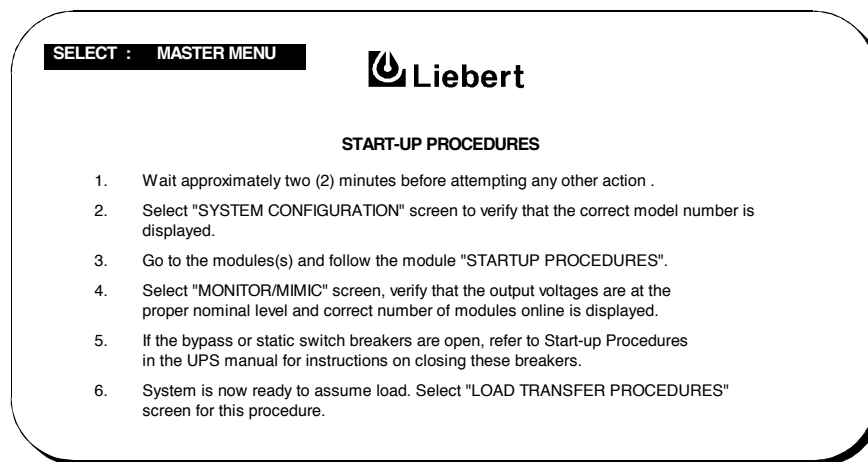 SELECT : MASTER MENU
Liebert
START-UP PROCEDURES
1. Wait approximately two (2) minutes before attempting any other action .
2. Select "SYSTEM CONFIGURATION" screen to verify that the correct model number is
displayed.
3. Go to the modules(s) and follow the module "STARTUP PROCEDURES".
4. Select "MONITOR/MIMIC" screen, verify that the output voltages are at the
proper nominal level and correct number of modules online is displayed.
5. If the bypass or static switch breakers are open, refer to Start-up Procedures
in the UPS manual for instructions on closing these breakers.
6. System is now ready to assume load. Select "LOAD TRANSFER PROCEDURES"
screen for this procedure.